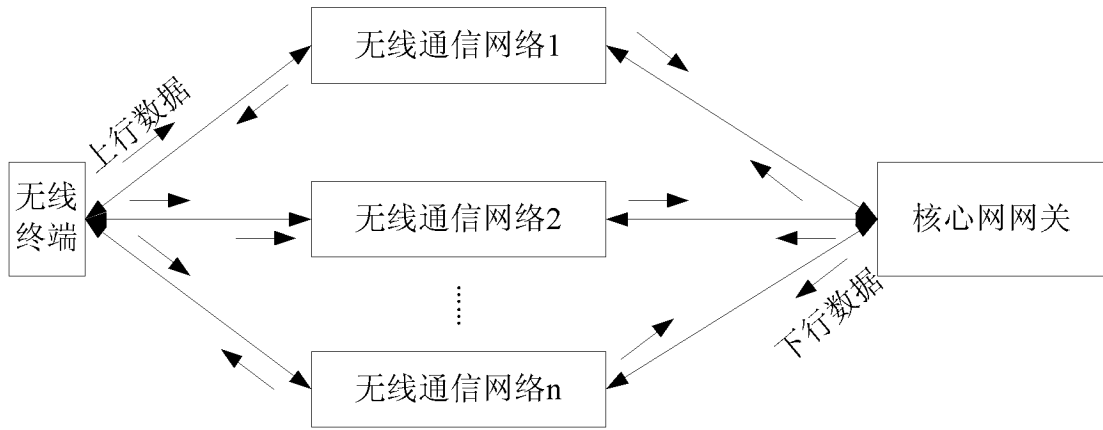 无线通信网络1
上行数据
无线
终端
无线通信网络2
核心网网关
下行数据
无线通信网络n